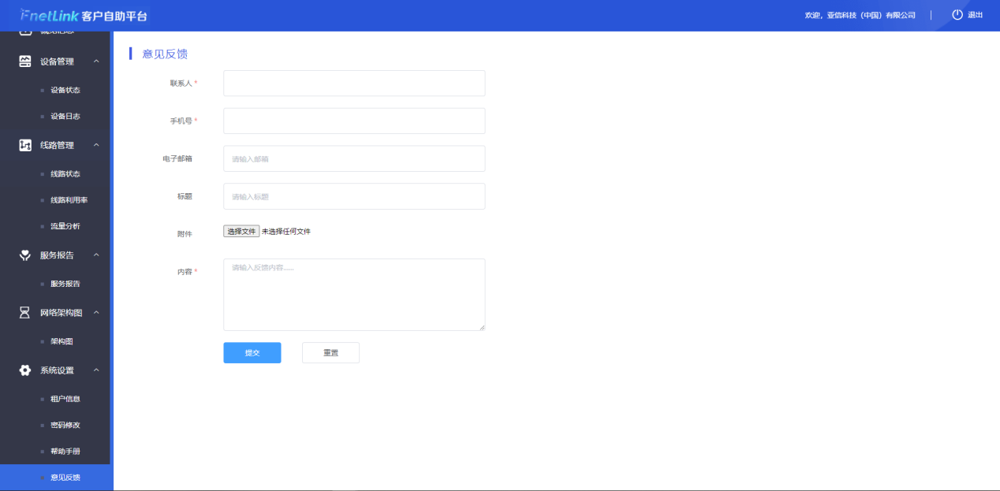 FnetLink 客户自助平台
欢迎，亚信科技（中国）有限公司
退出
设备管理
设备状态
设备日志
线路管理
线路状态
线路利用率
流量分析
服务报告
服务报告
网络架构图
架构图
系统设置
租户信息
密码修改
帮助手册
意见反馈
意见反馈
联系人 *
手机号 *
电子邮箱
请输入邮箱
标题
请输入标题
附件
选择文件 未选择任何文件
内容 *
请输入反馈内容......
提交
重置